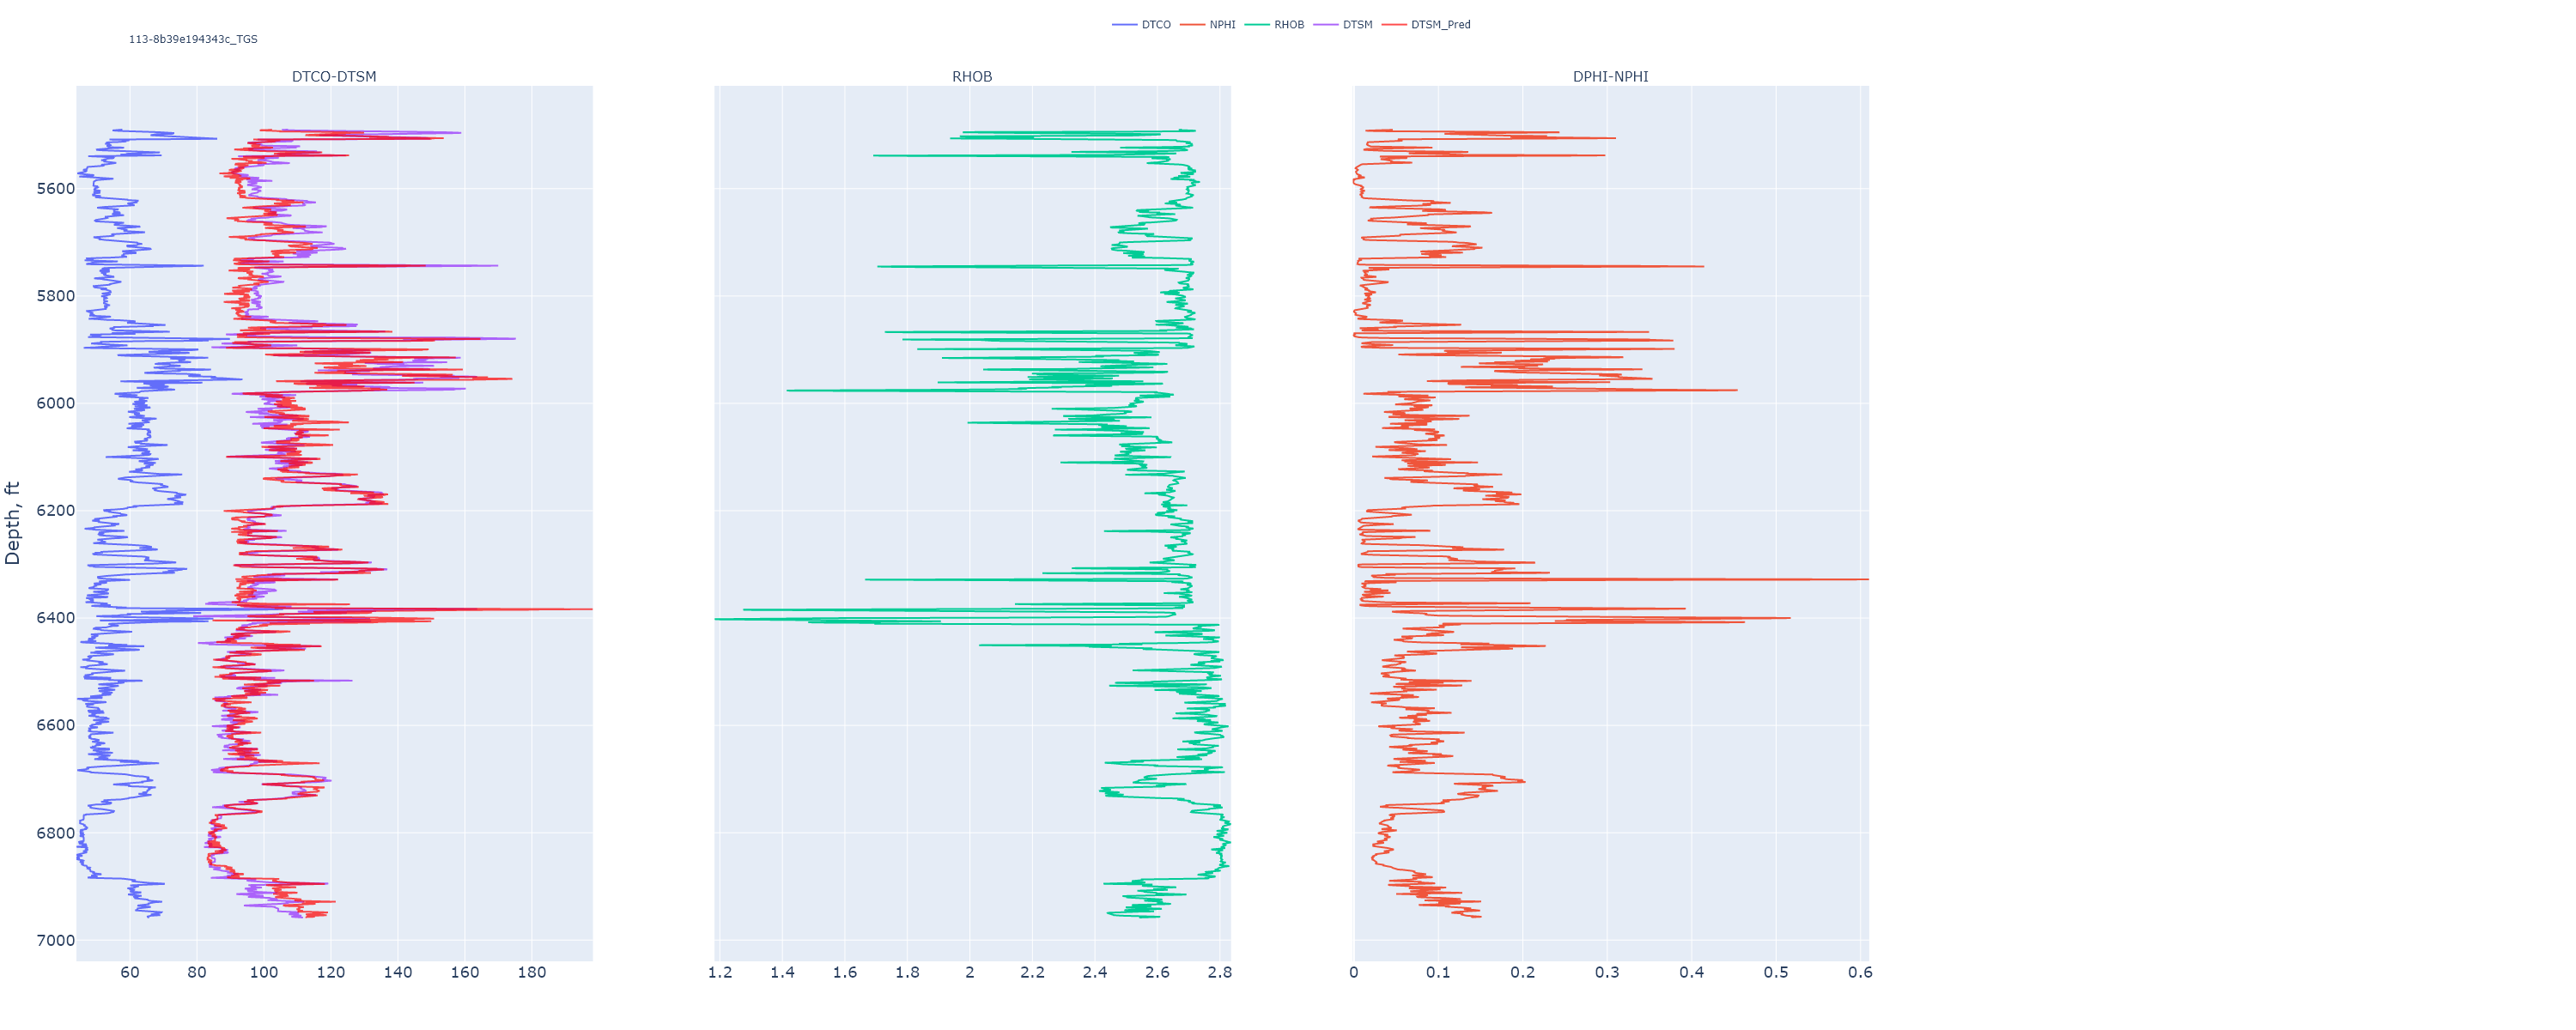 DTCO NPHI RHOB DTSM DTSM_Pred
113-8b39e194343c_TGS
DTCO-DTSM RHOB DPHI-NPHI
Depth, ft
5600
5800
6000
6200
6400
6600
6800
7000
60 80 100 120 140 160 180
1.2 1.4 1.6 1.8 2 2.2 2.4 2.6 2.8
0 0.1 0.2 0.3 0.4 0.5 0.6